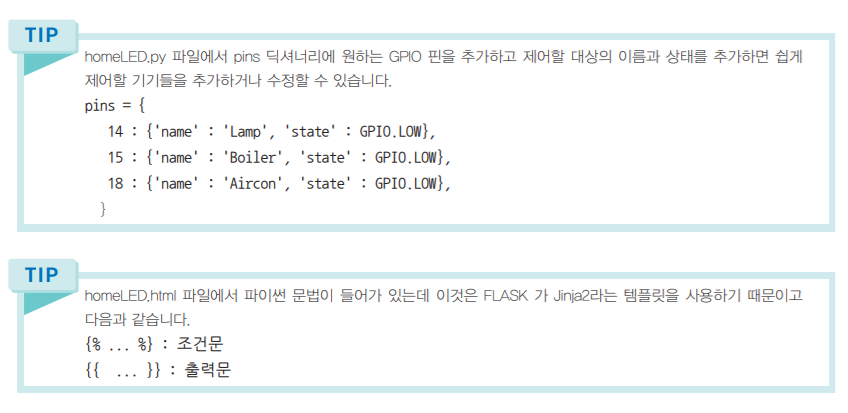 TIP
homeLED.py 파일에서 pins 딕셔너리에 원하는 GPIO 핀을 추가하고 제어할 대상의 이름과 상태를 추가하면 쉽게
제어할 기기들을 추가하거나 수정할 수 있습니다.
pins = {
14 : {'name' : 'Lamp', 'state' : GPIO.LOW},
15 : {'name' : 'Boiler', 'state' : GPIO.LOW},
18 : {'name' : 'Aircon', 'state' : GPIO.LOW},
}
TIP
homeLED.html 파일에서 파이썬 문법이 들어가 있는데 이것은 FLASK 가 Jinja2라는 템플릿을 사용하기 때문이고
다음과 같습니다.
{% ... %} : 조건문
{{ ... }} : 출력문